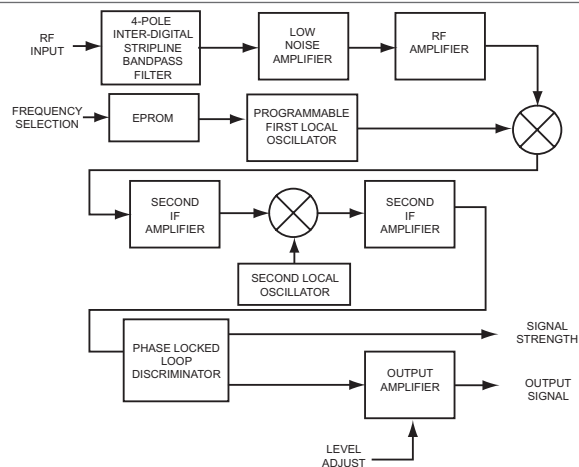 RF
INPUT
4-POLE
INTER-DIGITAL
STRIPLINE
BANDPASS
FILTER
LOW
NOISE
AMPLIFIER
RF
AMPLIFIER
FREQUENCY
SELECTION
EPROM
PROGRAMMABLE
FIRST LOCAL
OSCILLATOR
SECOND
IF
AMPLIFIER
SECOND
IF
AMPLIFIER
SECOND LOCAL
OSCILLATOR
PHASE LOCKED
LOOP
DISCRIMINATOR
SIGNAL
STRENGTH
OUTPUT
AMPLIFIER
OUTPUT
SIGNAL
LEVEL
ADJUST